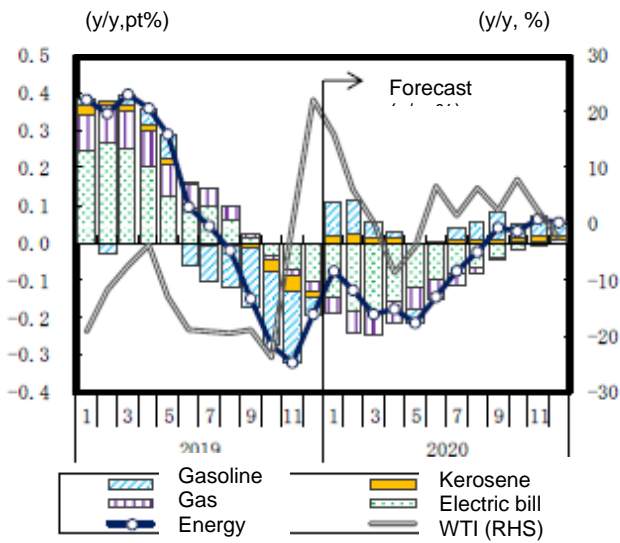 (y/y,pt%) (y/y, %)
0.5 30
Forecast
0.4 20
0.3
0.2 10
0.1 0
0.0
-0.1 -10
-0.2 -20
-0.3
-0.4 -30
1 3 5 7 9 11 1 3 5 7 9 11
2019 2020
Gasoline Kerosene
Gas Electric bill
Energy WTI (RHS)